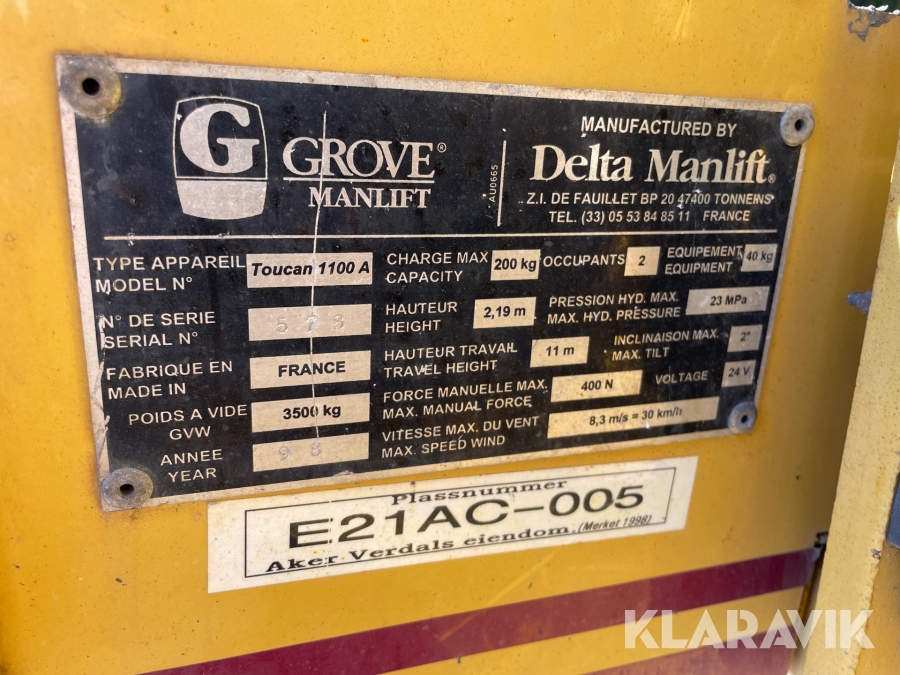 G GROVE®
MANLIFT
AU0665
MANUFACTURED BY
Delta Manlift®
Z.I. DE FAUILLET BP 20 47400 TONNENS
TEL. (33) 05 53 84 85 11 FRANCE
TYPE APPAREIL
MODEL N° Toucan 1100 A
N° DE SERIE
SERIAL N° 578
FABRIQUE EN
MADE IN FRANCE
POIDS A VIDE
GVW 3500 kg
ANNEE
YEAR 98
CHARGE MAX
CAPACITY 200 kg
OCCUPANTS 2
EQUIPEMENT
EQUIPMENT 40 kg
HAUTEUR
HEIGHT 2,19 m
PRESSION HYD. MAX.
MAX. HYD. PRESSURE 23 MPa
HAUTEUR TRAVAIL
TRAVEL HEIGHT 11 m
INCLINAISON MAX.
MAX. TILT 2°
FORCE MANUELLE MAX.
MAX. MANUAL FORCE 400 N
VOLTAGE 24 V
VITESSE MAX. DU VENT
MAX. SPEED WIND 8,3 m/s = 30 km/h
Plassnummer
E21AC-005
Aker Verdals eiendom. (Merket 1998)
KLARAVIK